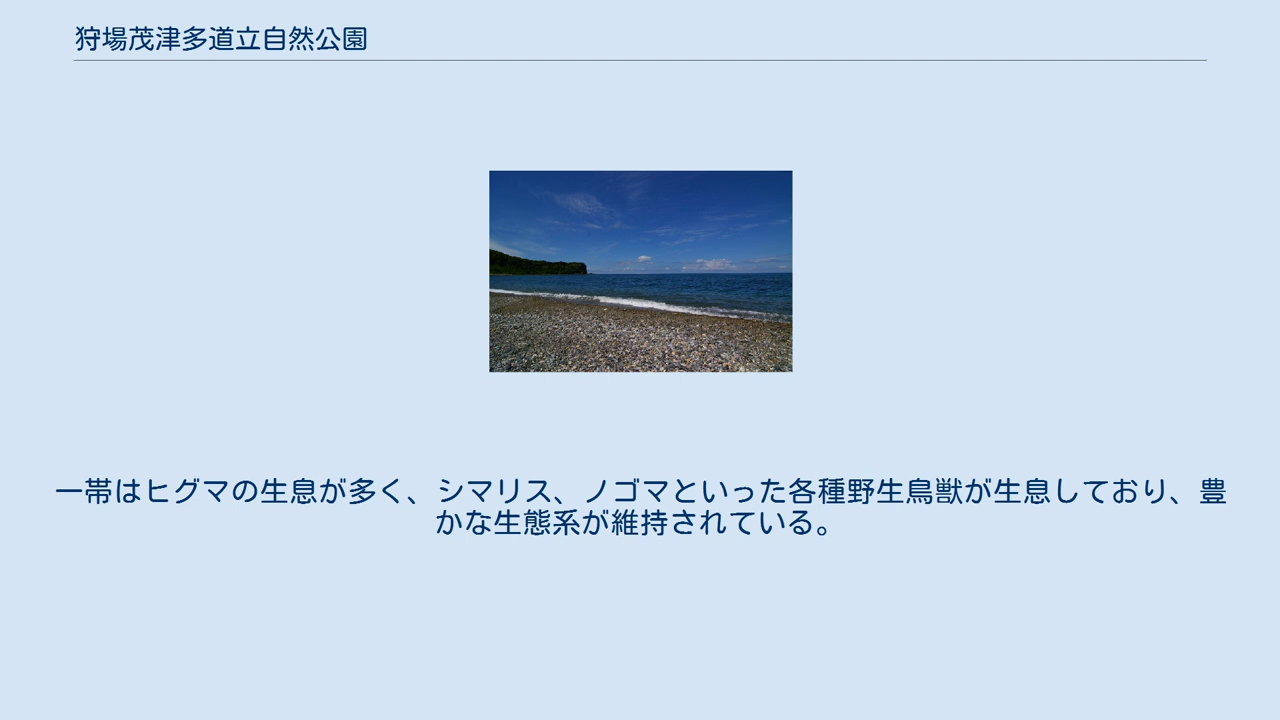 狩場茂津多道立自然公園
一帯はヒグマの生息が多く、シマリス、ノゴマといった各種野生鳥獣が生息しており、豊
かな生態系が維持されている。